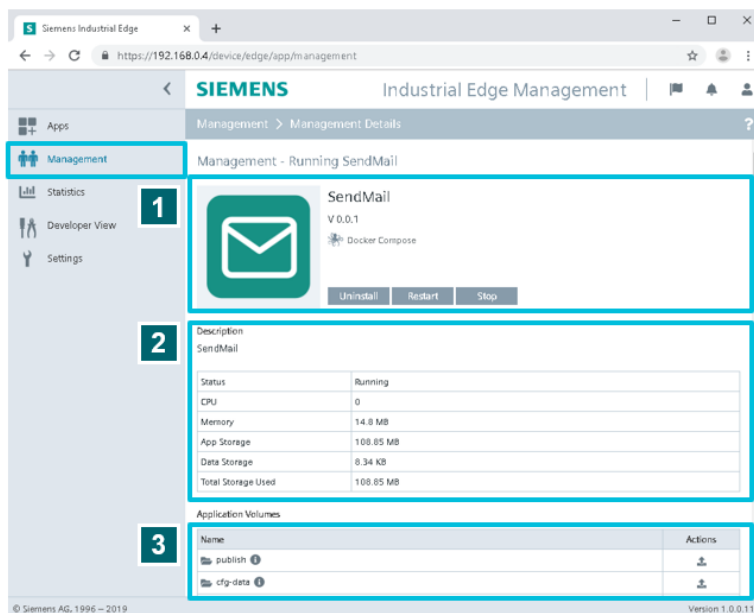 S Siemens Industrial Edge
https://192.168.0.4/device/edge/app/management
SIEMENS Industrial Edge Management
Apps
Management
Statistics
Developer View
Settings
Management > Management Details ?
Management - Running SendMail
1
SendMail
V 0.0.1
Docker Compose
Uninstall Restart Stop
2
Description
SendMail
Status Running
CPU 0
Memory 14.8 MB
App Storage 108.85 MB
Data Storage 8.34 KB
Total Storage Used 108.85 MB
Application Volumes
3
Name Actions
publish
cfg-data
© Siemens AG, 1996 – 2019 Version 1.0.0.11